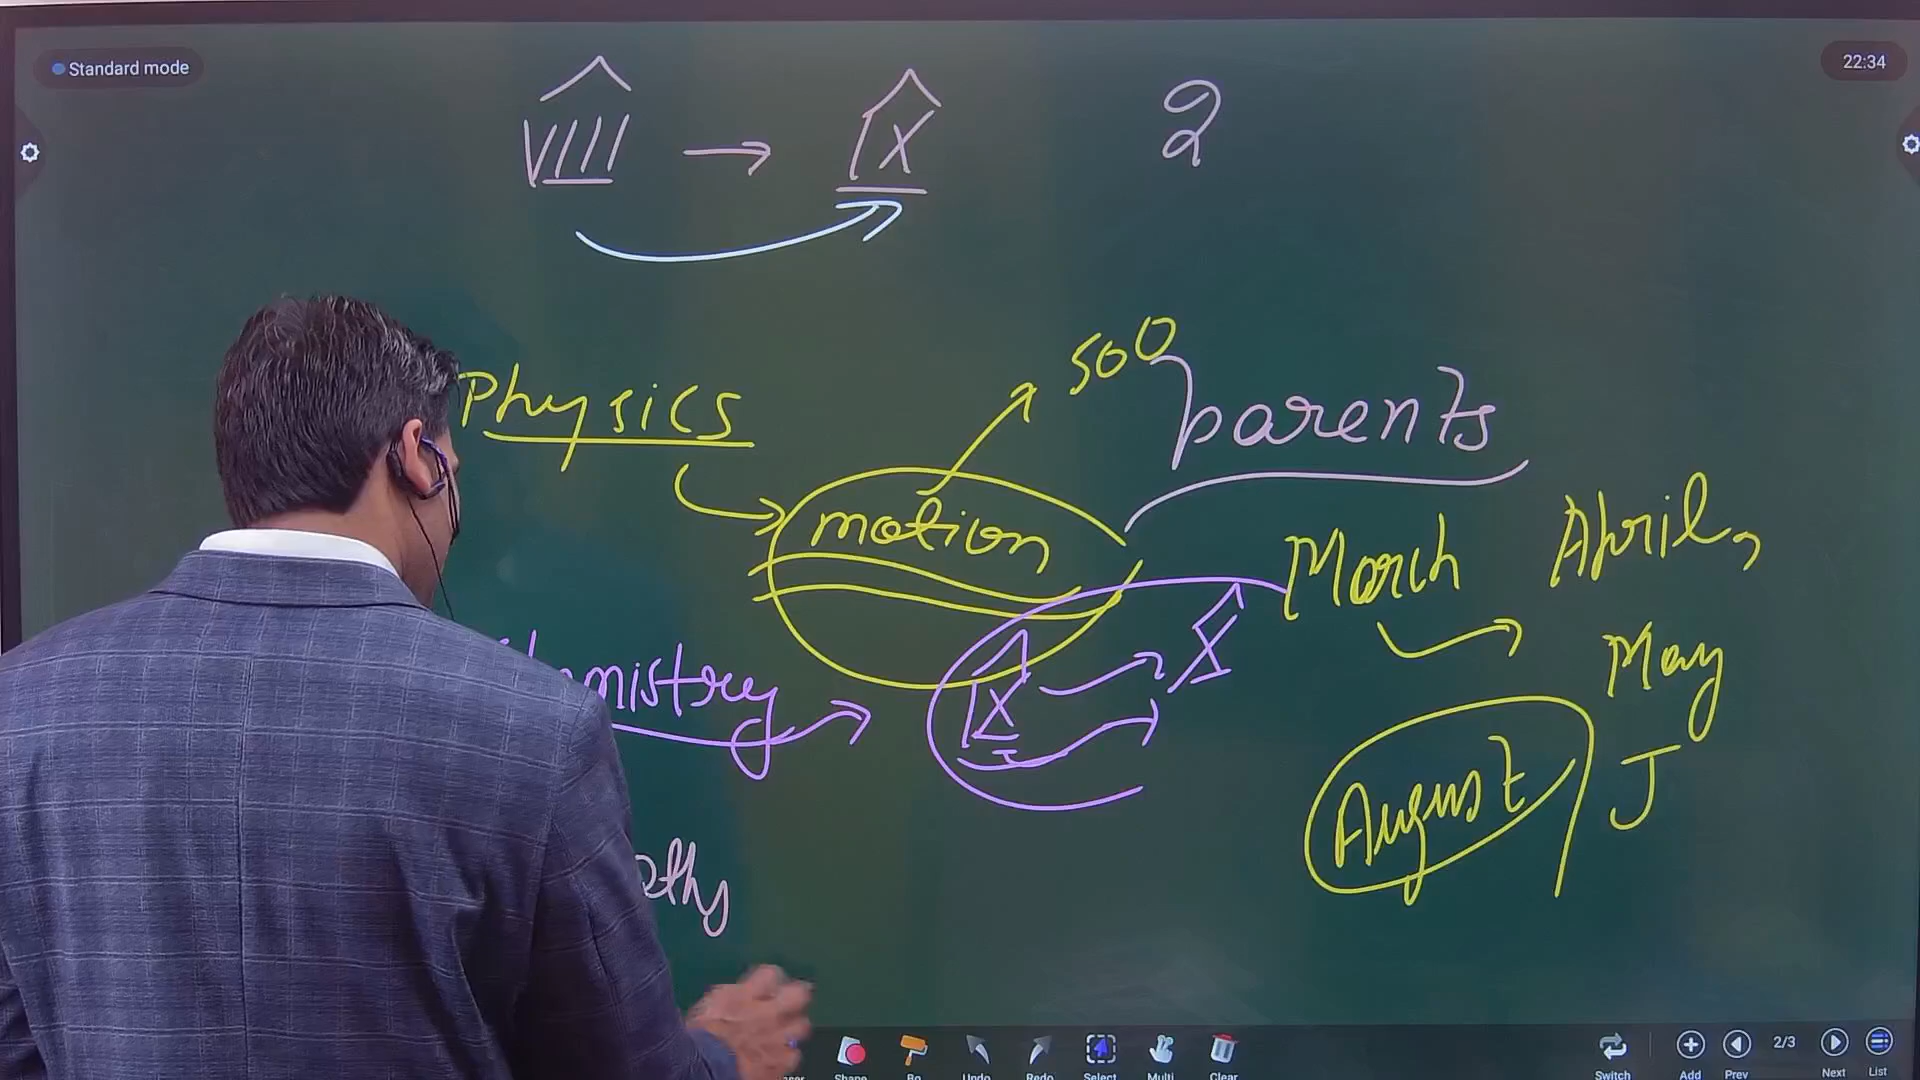 Standard mode
22:34
VIII → IX
2
500
Physics
parents
motion
March
April,
IX → X
May
August
J
2/3
Shape
Undo
Redo
Select
Multi
Clear
Switch
Add
Prev
Next
List